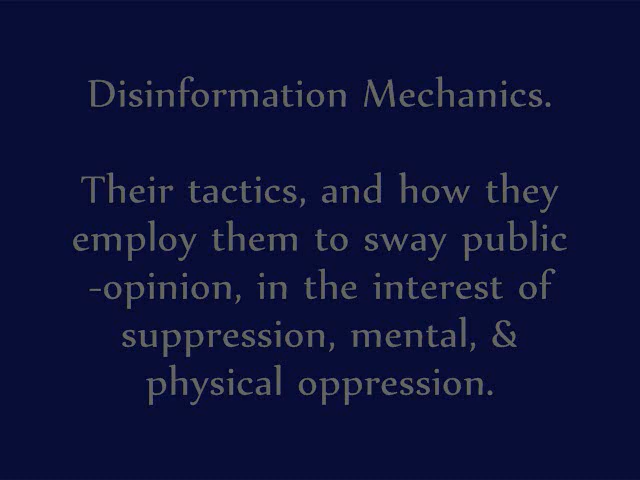 Disinformation Mechanics.
Their tactics, and how they
employ them to sway public
-opinion, in the interest of
suppression, mental, &
physical oppression.